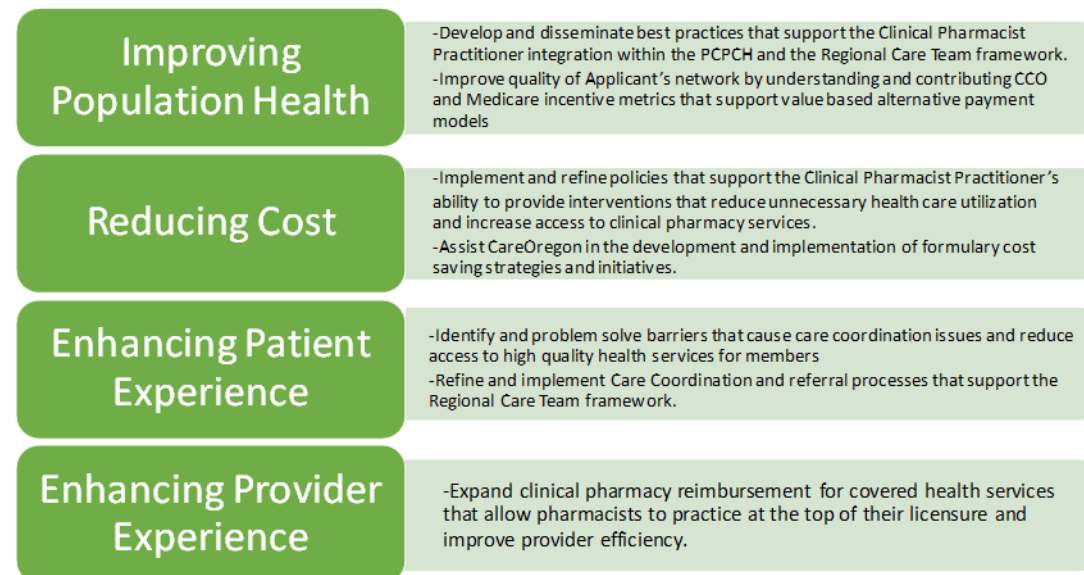 Improving
Population Health
-Develop and disseminate best practices that support the Clinical Pharmacist
Practitioner integration within the PCPCH and the Regional Care Team framework.
-Improve quality of Applicant's network by understanding and contributing CCO
and Medicare incentive metrics that support value based alternative payment
models
Reducing Cost
-Implement and refine policies that support the Clinical Pharmacist Practitioner's
ability to provide interventions that reduce unnecessary health care utilization
and increase access to clinical pharmacy services.
-Assist CareOregon in the development and implementation of formulary cost
saving strategies and initiatives.
Enhancing Patient
Experience
-Identify and problem solve barriers that cause care coordination issues and reduce
access to high quality health services for members
-Refine and implement Care Coordination and referral processes that support the
Regional Care Team framework.
Enhancing Provider
Experience
-Expand clinical pharmacy reimbursement for covered health services
that allow pharmacists to practice at the top of their licensure and
improve provider efficiency.